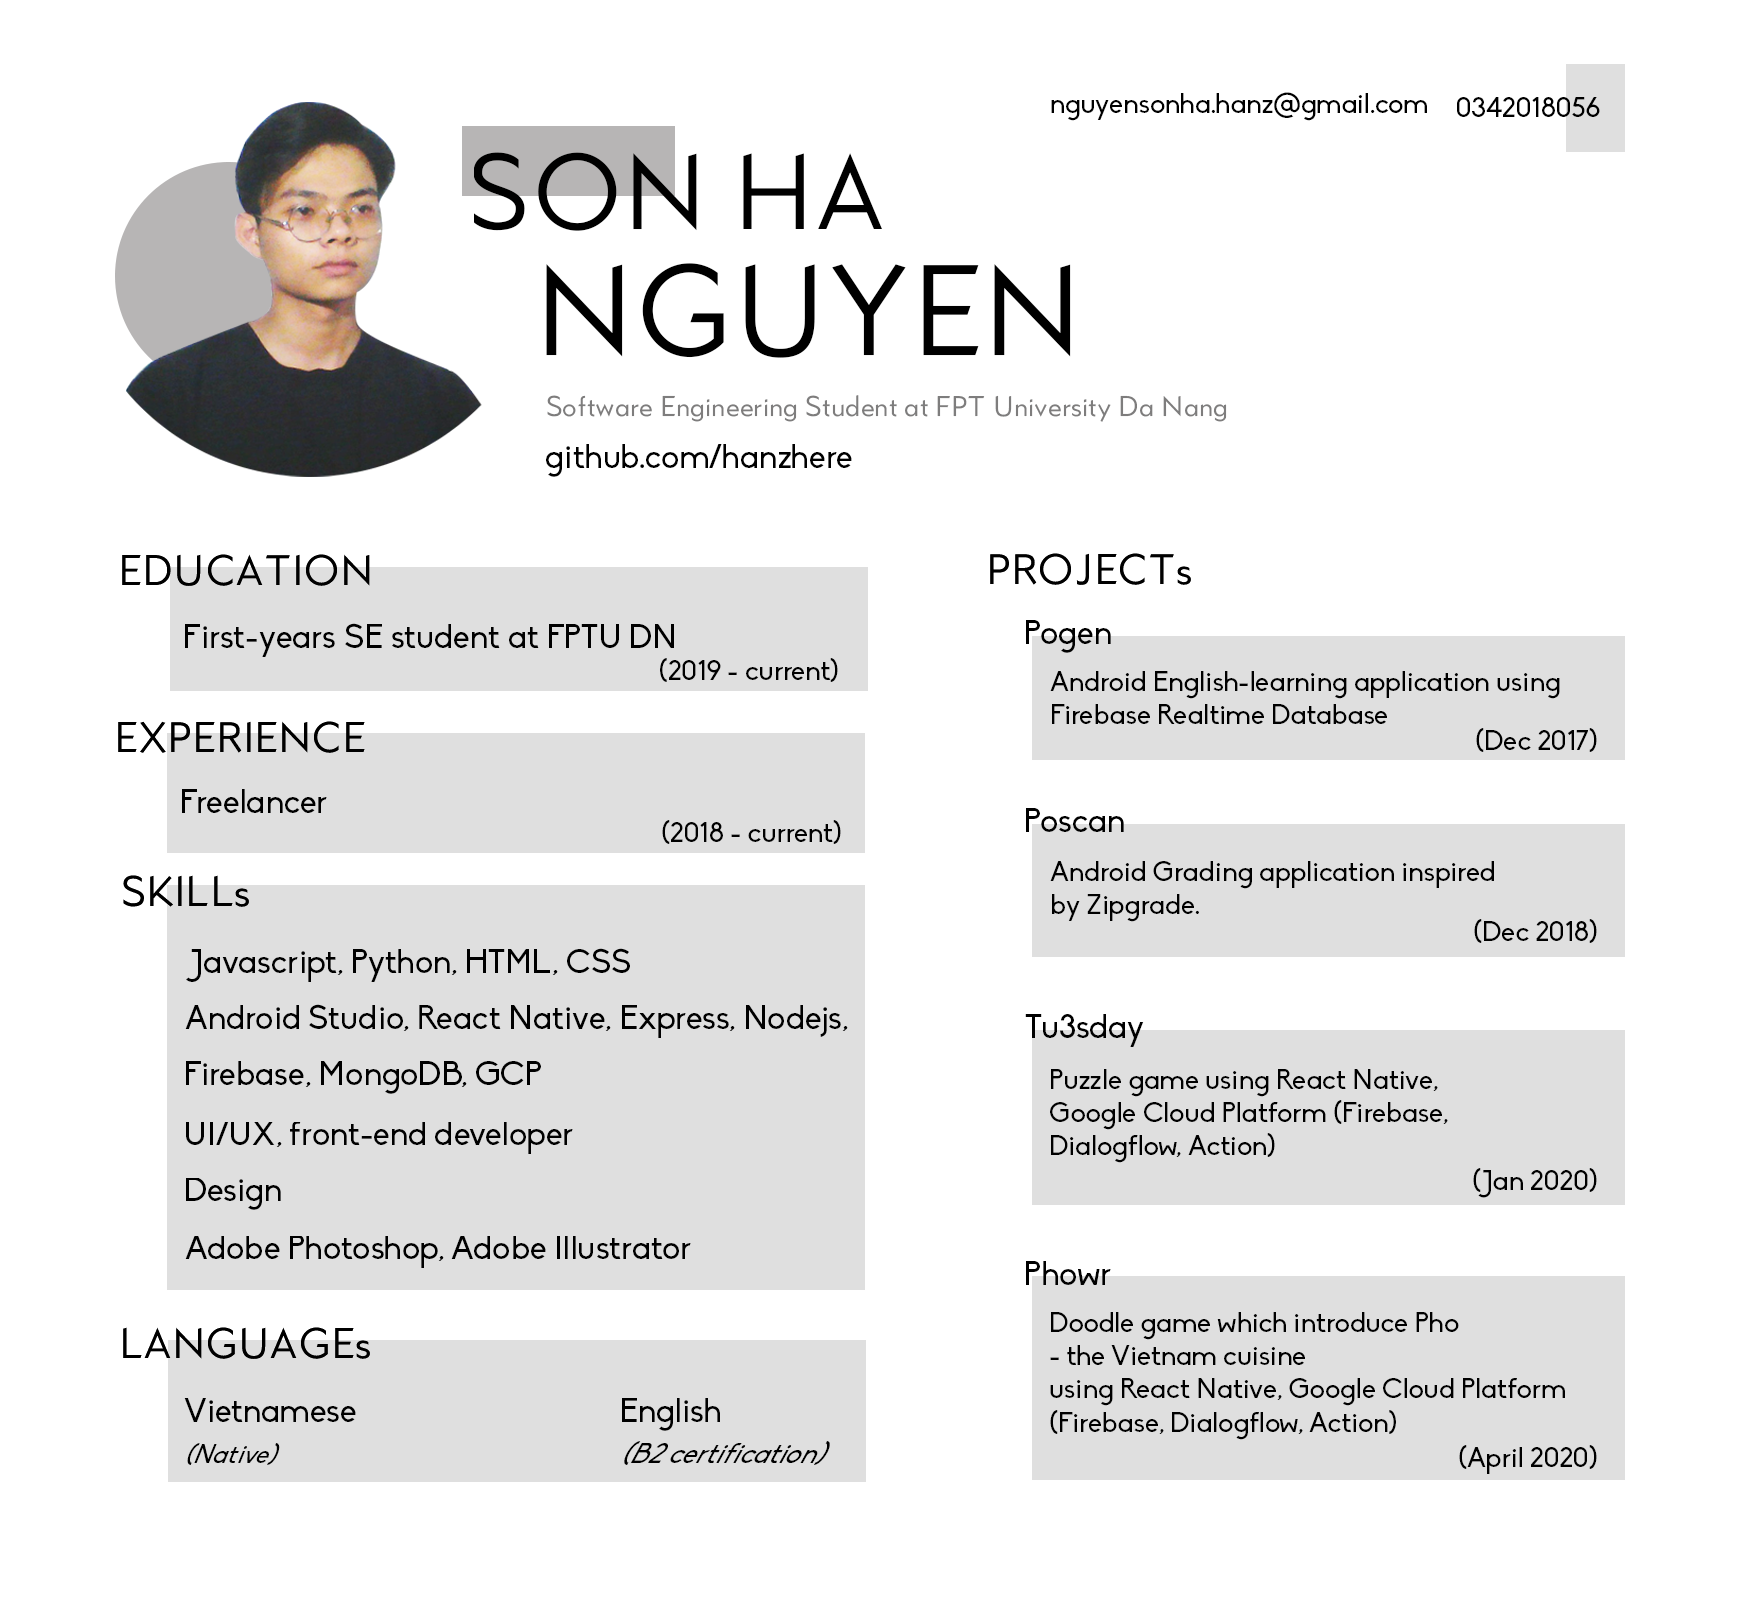 nguyensonha.hanz@gmail.com 0342018056
SON HA
NGUYEN
Software Engineering Student at FPT University Da Nang
github.com/hanzhere
EDUCATION
First-years SE student at FPTU DN
(2019 - current)
EXPERIENCE
Freelancer
(2018 - current)
SKILLs
Javascript, Python, HTML, CSS
Android Studio, React Native, Express, Nodejs,
Firebase, MongoDB, GCP
UI/UX, front-end developer
Design
Adobe Photoshop, Adobe Illustrator
LANGUAGEs
Vietnamese English
(Native) (B2 certification)
PROJECTs
Pogen
Android English-learning application using
Firebase Realtime Database
(Dec 2017)
Poscan
Android Grading application inspired
by Zipgrade.
(Dec 2018)
Tu3sday
Puzzle game using React Native,
Google Cloud Platform (Firebase,
Dialogflow, Action)
(Jan 2020)
Phowr
Doodle game which introduce Pho
- the Vietnam cuisine
using React Native, Google Cloud Platform
(Firebase, Dialogflow, Action)
(April 2020)